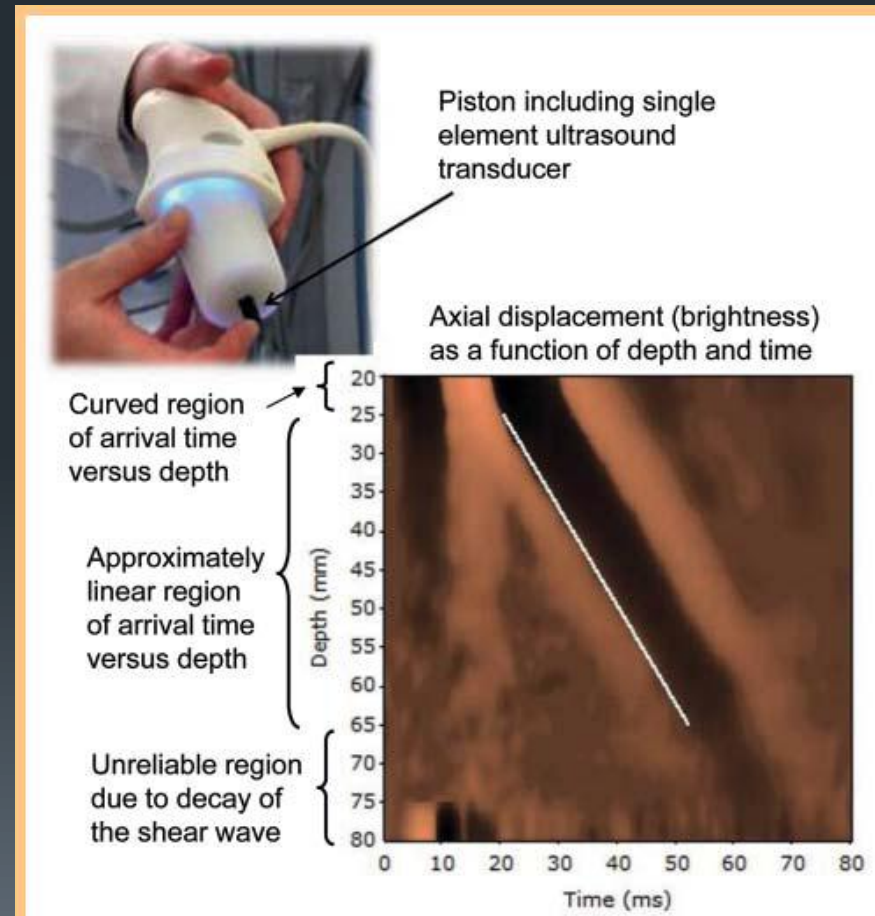 Piston including single
element ultrasound
transducer
Axial displacement (brightness)
as a function of depth and time
Curved region
of arrival time
versus depth
Approximately
linear region
of arrival time
versus depth
Unreliable region
due to decay of
the shear wave
Depth (mm)
20
25
30
35
40
45
50
55
60
65
70
75
80
0 10 20 30 40 50 60 70 80
Time (ms)